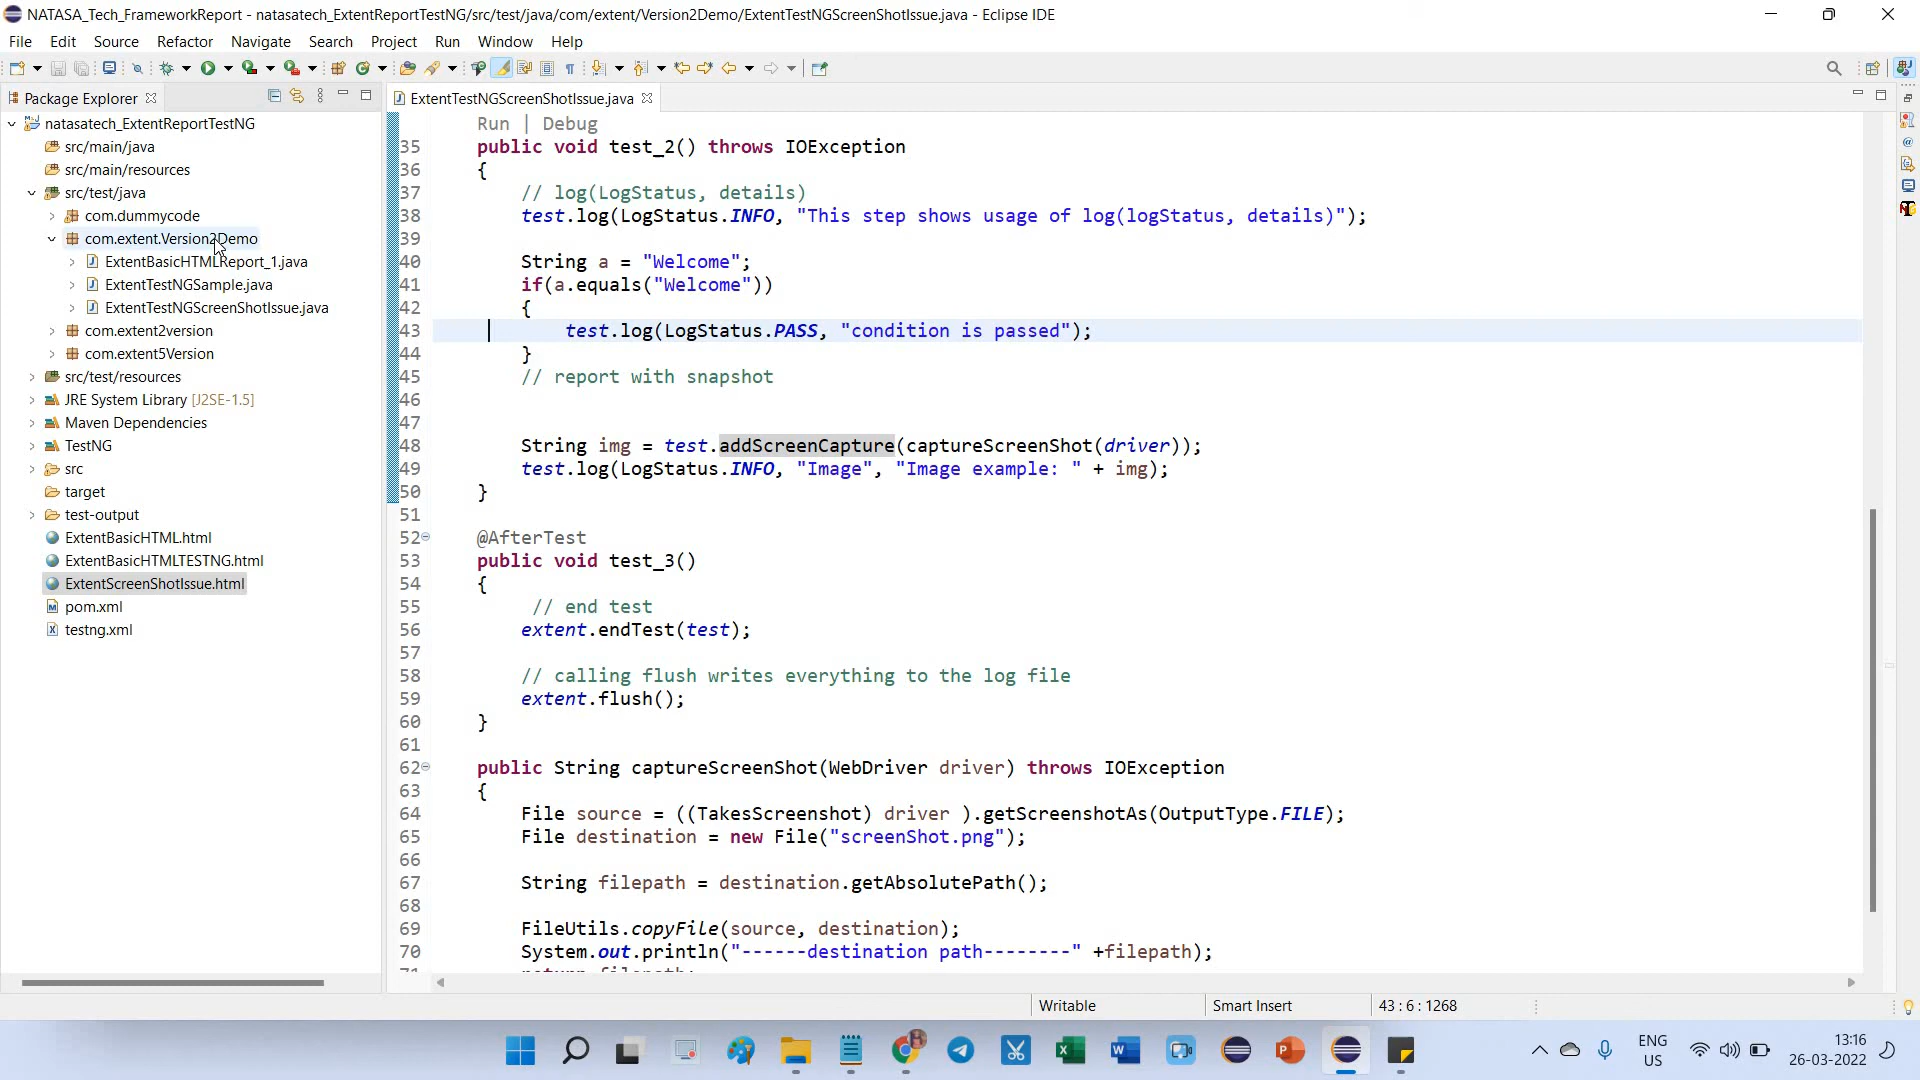 NATASA_Tech_FrameworkReport - natasatech_ExtentReportTestNG/src/test/java/com/extent/Version2Demo/ExtentTestNGScreenShotIssue.java - Eclipse IDE
File Edit Source Refactor Navigate Search Project Run Window Help
Package Explorer
ExtentTestNGScreenShotIssue.java
natasatech_ExtentReportTestNG
src/main/java
src/main/resources
src/test/java
com.dummycode
com.extent.Version2Demo
ExtentBasicHTMLReport_1.java
ExtentTestNGSample.java
ExtentTestNGScreenShotIssue.java
com.extent2version
com.extent5Version
src/test/resources
JRE System Library [J2SE-1.5]
Maven Dependencies
TestNG
src
target
test-output
ExtentBasicHTML.html
ExtentBasicHTMLTESTNG.html
ExtentScreenShotIssue.html
pom.xml
testng.xml
Run | Debug
35 public void test_2() throws IOException
36 {
37 // log(LogStatus, details)
38 test.log(LogStatus.INFO, "This step shows usage of log(logStatus, details)");
39
40 String a = "Welcome";
41 if(a.equals("Welcome"))
42 {
43 test.log(LogStatus.PASS, "condition is passed");
44 }
45 // report with snapshot
46
47
48 String img = test.addScreenCapture(captureScreenShot(driver));
49 test.log(LogStatus.INFO, "Image", "Image example: " + img);
50 }
51
52 @AfterTest
53 public void test_3()
54 {
55 // end test
56 extent.endTest(test);
57
58 // calling flush writes everything to the log file
59 extent.flush();
60 }
61
62 public String captureScreenShot(WebDriver driver) throws IOException
63 {
64 File source = ((TakesScreenshot) driver ).getScreenshotAs(OutputType.FILE);
65 File destination = new File("screenShot.png");
66
67 String filepath = destination.getAbsolutePath();
68
69 FileUtils.copyFile(source, destination);
70 System.out.println("------destination path--------" +filepath);
Writable Smart Insert 43 : 6 : 1268
ENG
US
13:16
26-03-2022